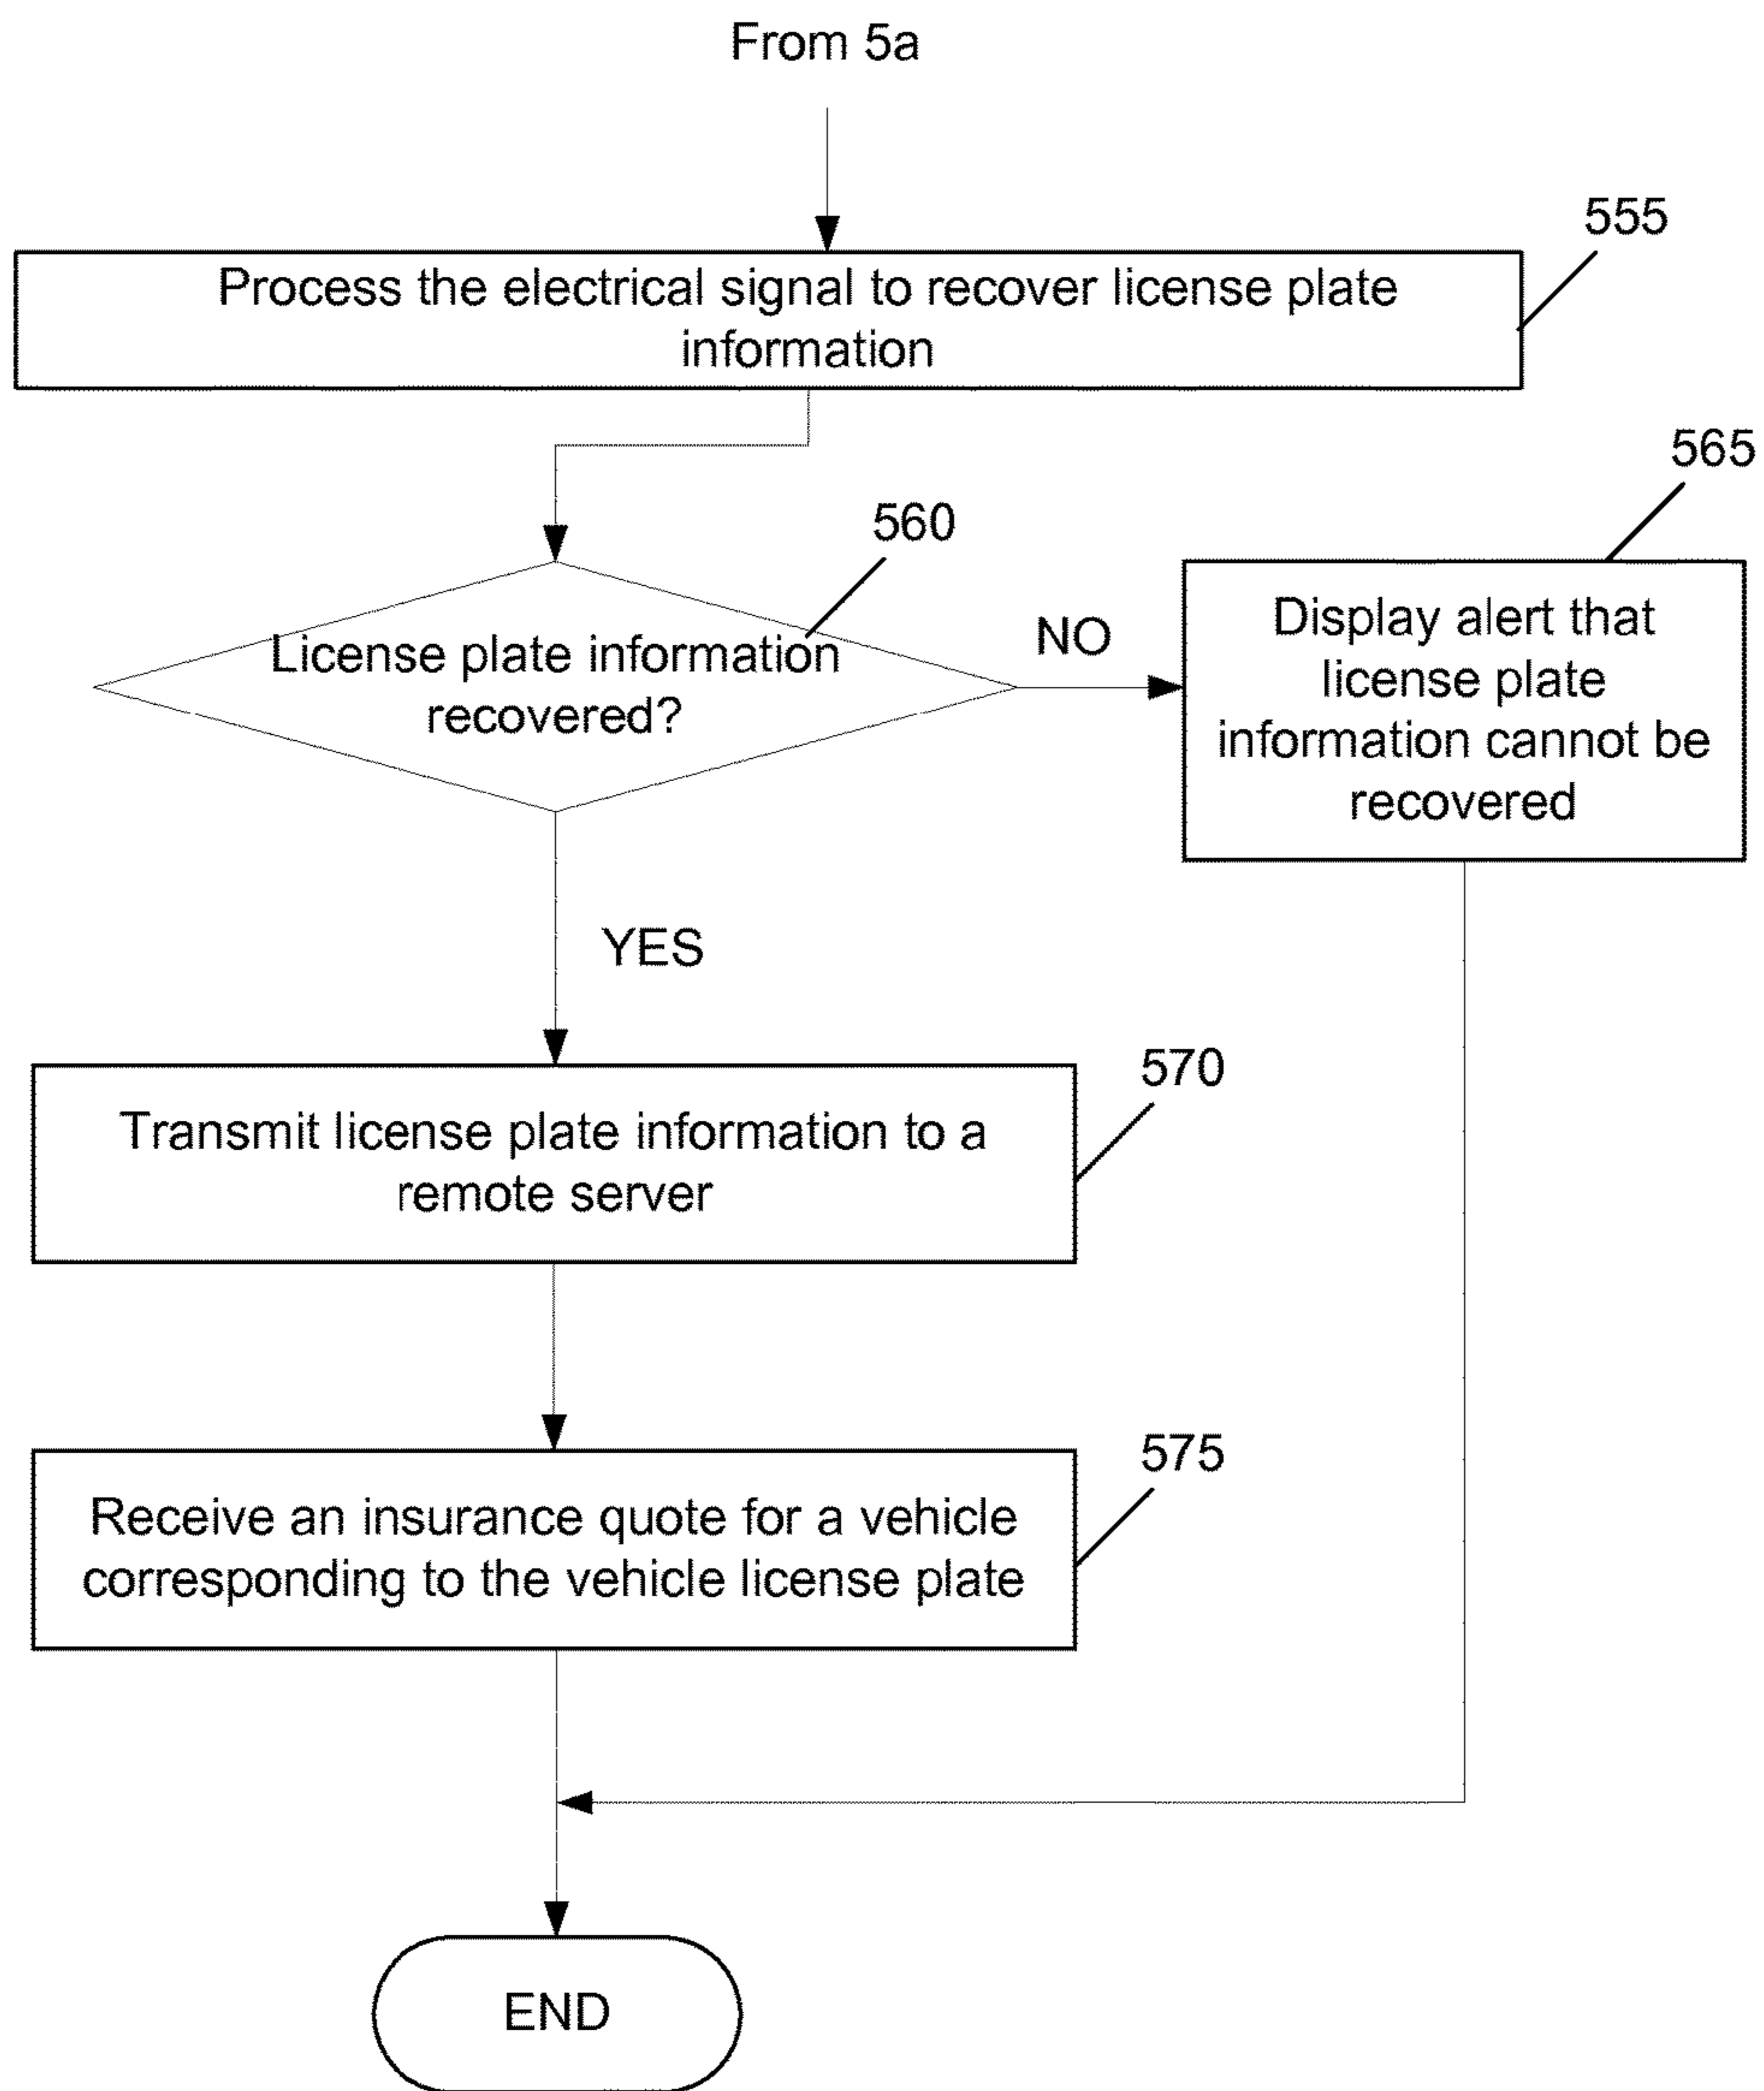 From 5a
555
Process the electrical signal to recover license plate
information
565
560
License plate information
recovered?
NO
Display alert that
license plate
information cannot be
recovered
YES
570
Transmit license plate information to a
remote server
575
Receive an insurance quote for a vehicle
corresponding to the vehicle license plate
END